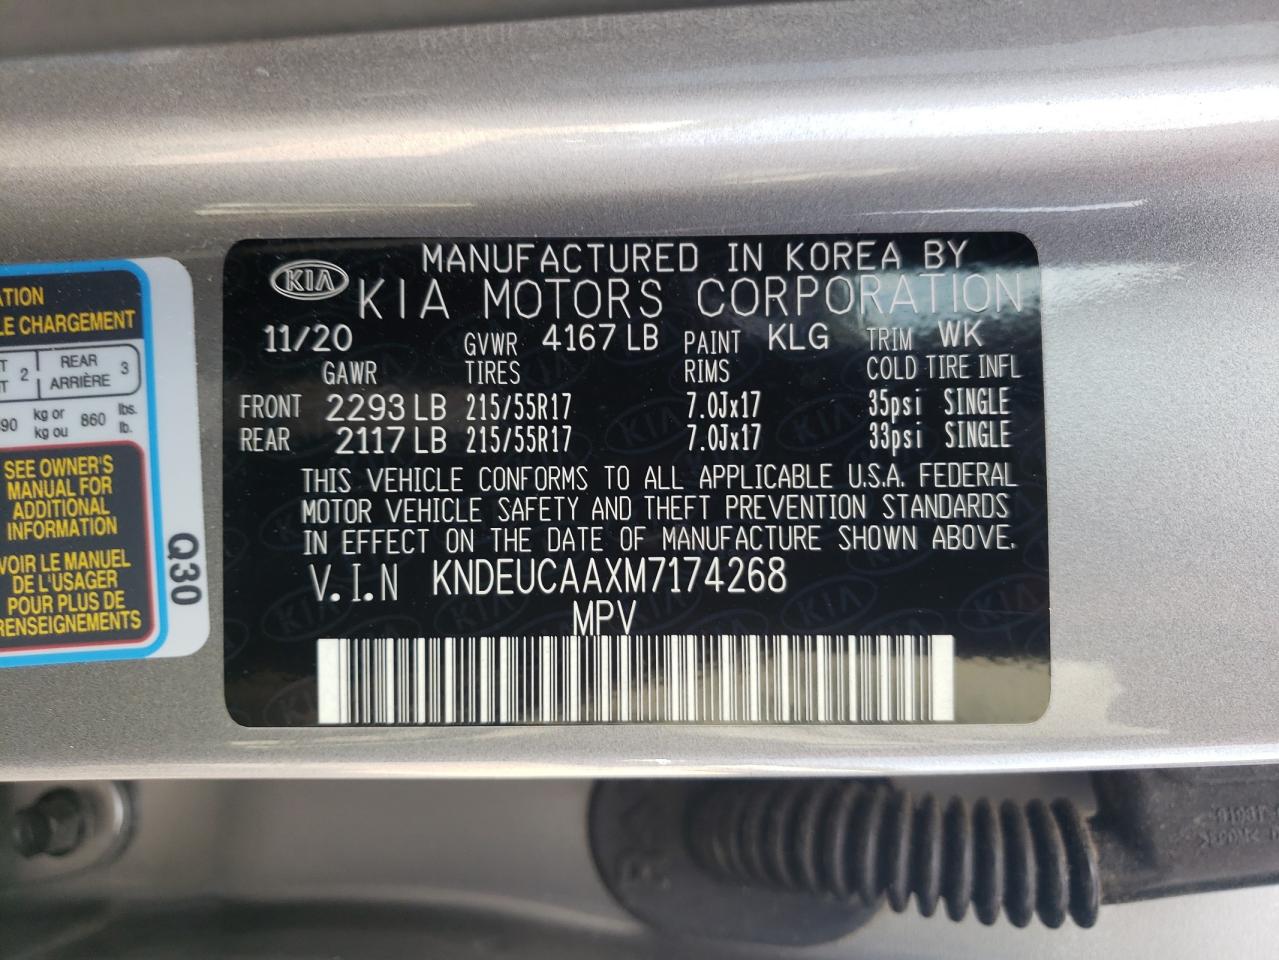 MANUFACTURED IN KOREA BY
KIA
KIA MOTORS CORPORATION
11/20 GVWR 4167 LB PAINT KLG TRIM WK
GAWR TIRES RIMS COLD TIRE INFL
FRONT 2293 LB 215/55R17 7.0Jx17 35psi SINGLE
REAR 2117 LB 215/55R17 7.0Jx17 33psi SINGLE
THIS VEHICLE CONFORMS TO ALL APPLICABLE U.S.A. FEDERAL
MOTOR VEHICLE SAFETY AND THEFT PREVENTION STANDARDS
IN EFFECT ON THE DATE OF MANUFACTURE SHOWN ABOVE.
V.I.N KNDEUCAAXM7174268
MPV
CHARGEMENT
2 REAR 3
ARRIÈRE
kg or 860 lbs.
kg ou lb.
SEE OWNER'S
MANUAL FOR
ADDITIONAL
INFORMATION
VOIR LE MANUEL
DE L'USAGER
POUR PLUS DE
RENSEIGNEMENTS
Q30